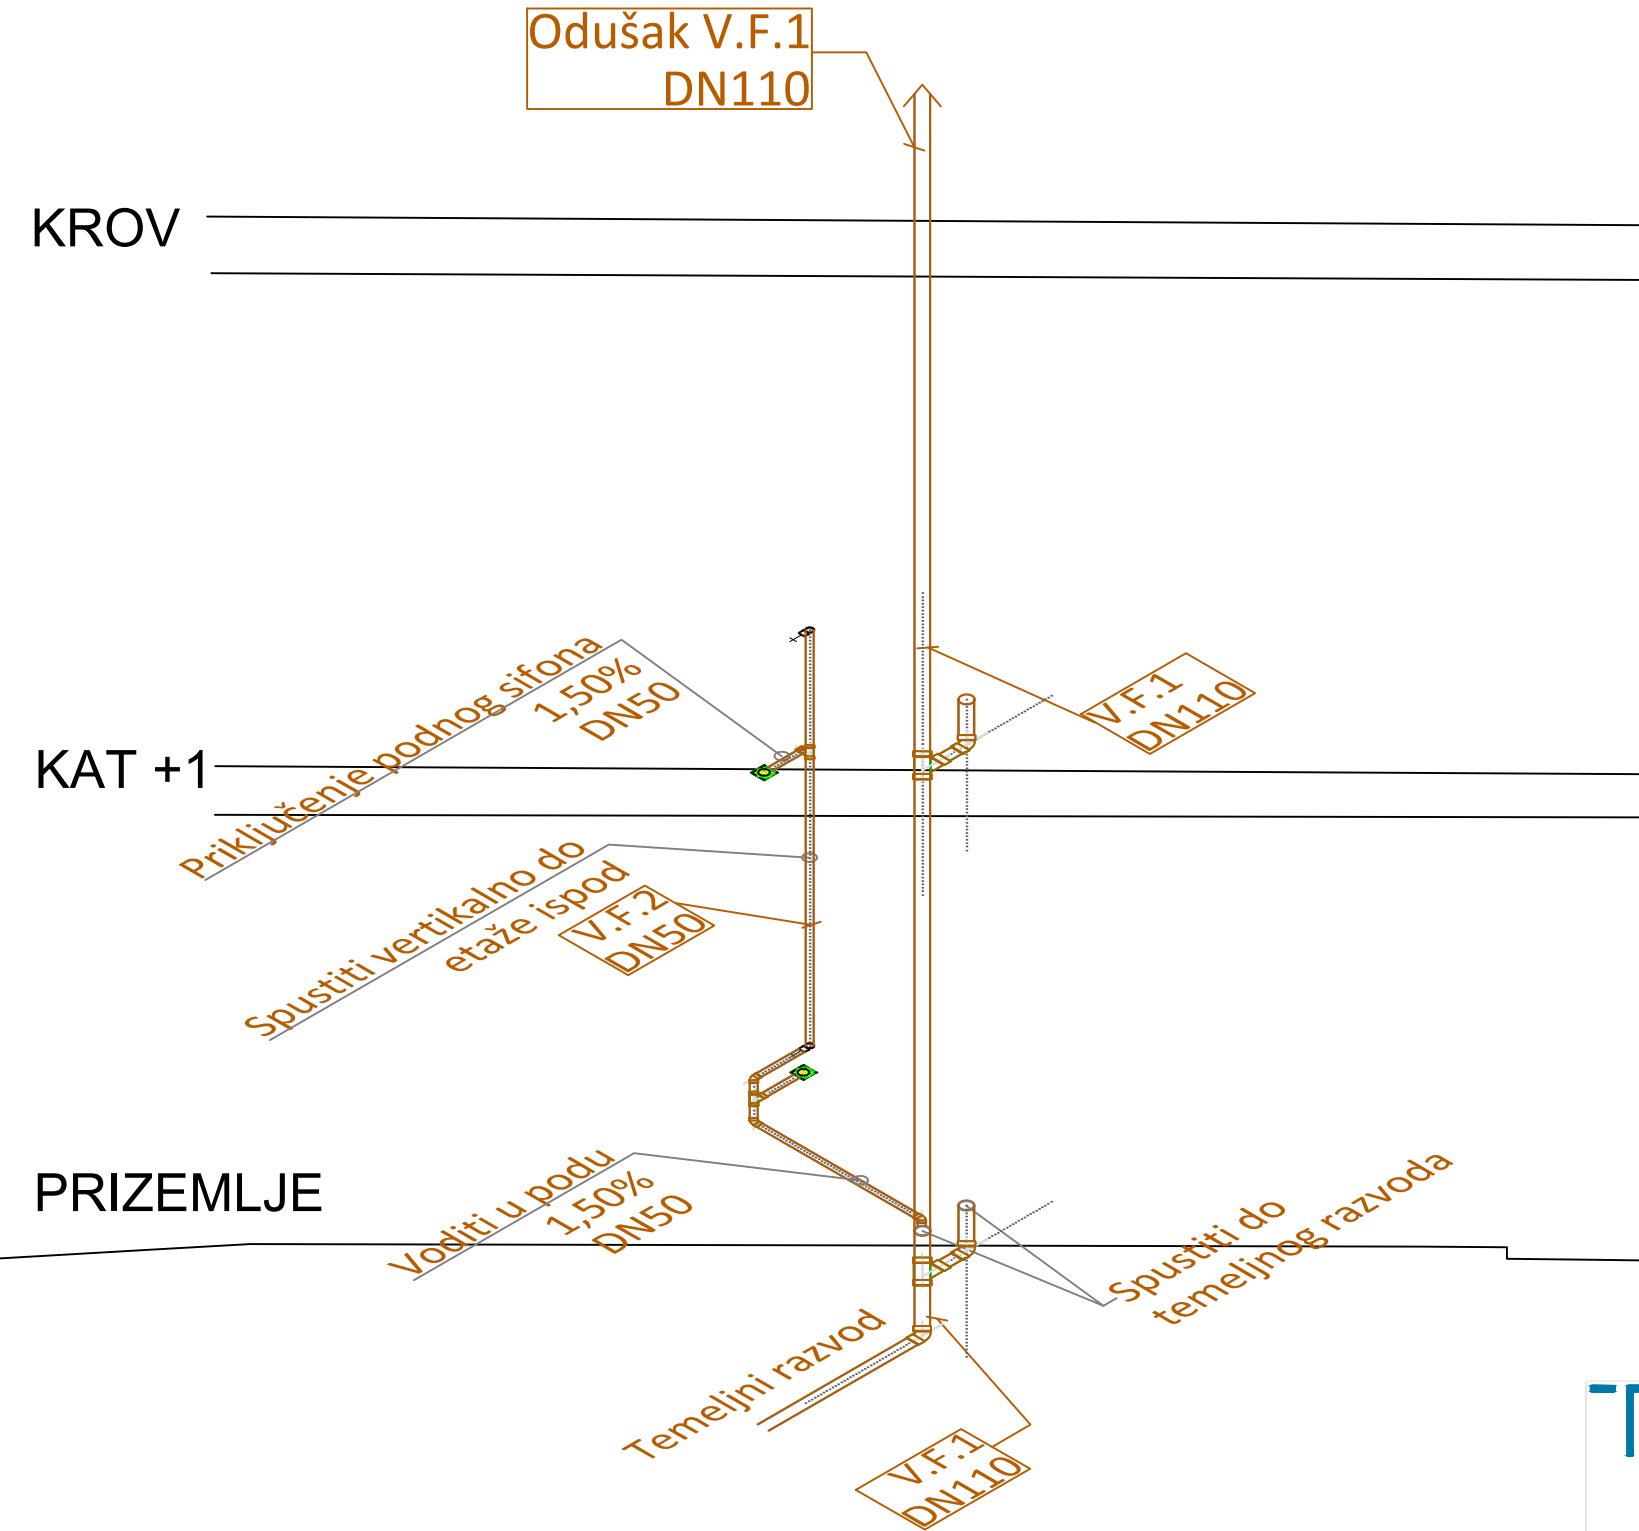 Odušak V.F.1
DN110
KROV
Priključenje podnog sifona
1,50%
DN50
V.F.1
DN110
KAT +1
Spustiti vertikalno do
etaže ispod
V.F.2
DN50
PRIZEMLJE
Voditi u podu
1,50%
DN50
Spustiti do
temeljnog razvoda
Temeljni razvod
V.F.1
DN110